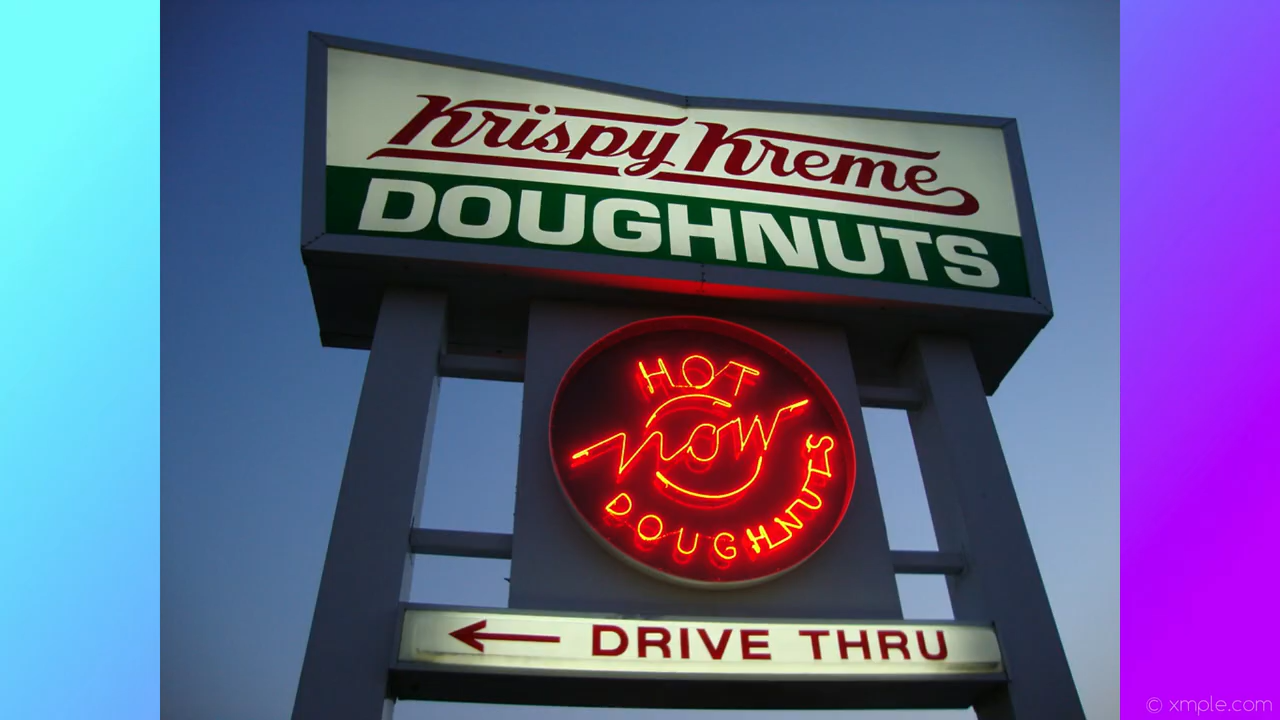 Krispy Kreme
DOUGHNUTS
HOT
now
DOUGHNUTS
← DRIVE THRU
© xmple.com